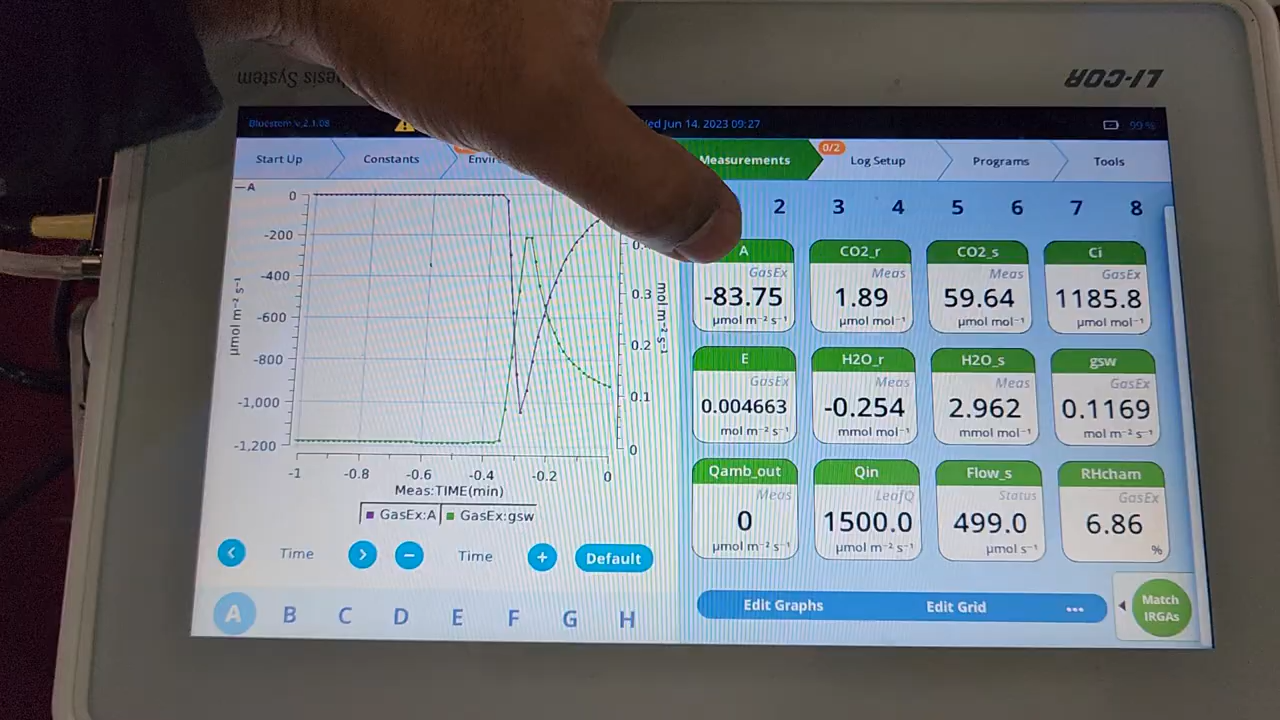 LI-COR
esis System
Bluestem v.2.1.08
Wed Jun 14. 2023 09:27
99%
Start Up
Constants
Envir
Measurements
0/2
Log Setup
Programs
Tools
2 3 4 5 6 7 8
—A
0
-200
-400
-600
-800
-1,000
-1,200
µmol m⁻² s⁻¹
0.3
0.2
0.1
0
mol m⁻² s⁻¹
-1 -0.8 -0.6 -0.4 -0.2 0
Meas:TIME(min)
GasEx:A GasEx:gsw
Time
Time
Default
A B C D E F G H
A
GasEx
-83.75
µmol m⁻² s⁻¹
CO2_r
Meas
1.89
µmol mol⁻¹
CO2_s
Meas
59.64
µmol mol⁻¹
Ci
GasEx
1185.8
µmol mol⁻¹
E
GasEx
0.004663
mol m⁻² s⁻¹
H2O_r
Meas
-0.254
mmol mol⁻¹
H2O_s
Meas
2.962
mmol mol⁻¹
gsw
GasEx
0.1169
mol m⁻² s⁻¹
Qamb_out
Meas
0
µmol m⁻² s⁻¹
Qin
LeafQ
1500.0
µmol m⁻² s⁻¹
Flow_s
Status
499.0
µmol s⁻¹
RHcham
GasEx
6.86
%
Edit Graphs
Edit Grid
•••
Match
IRGAs